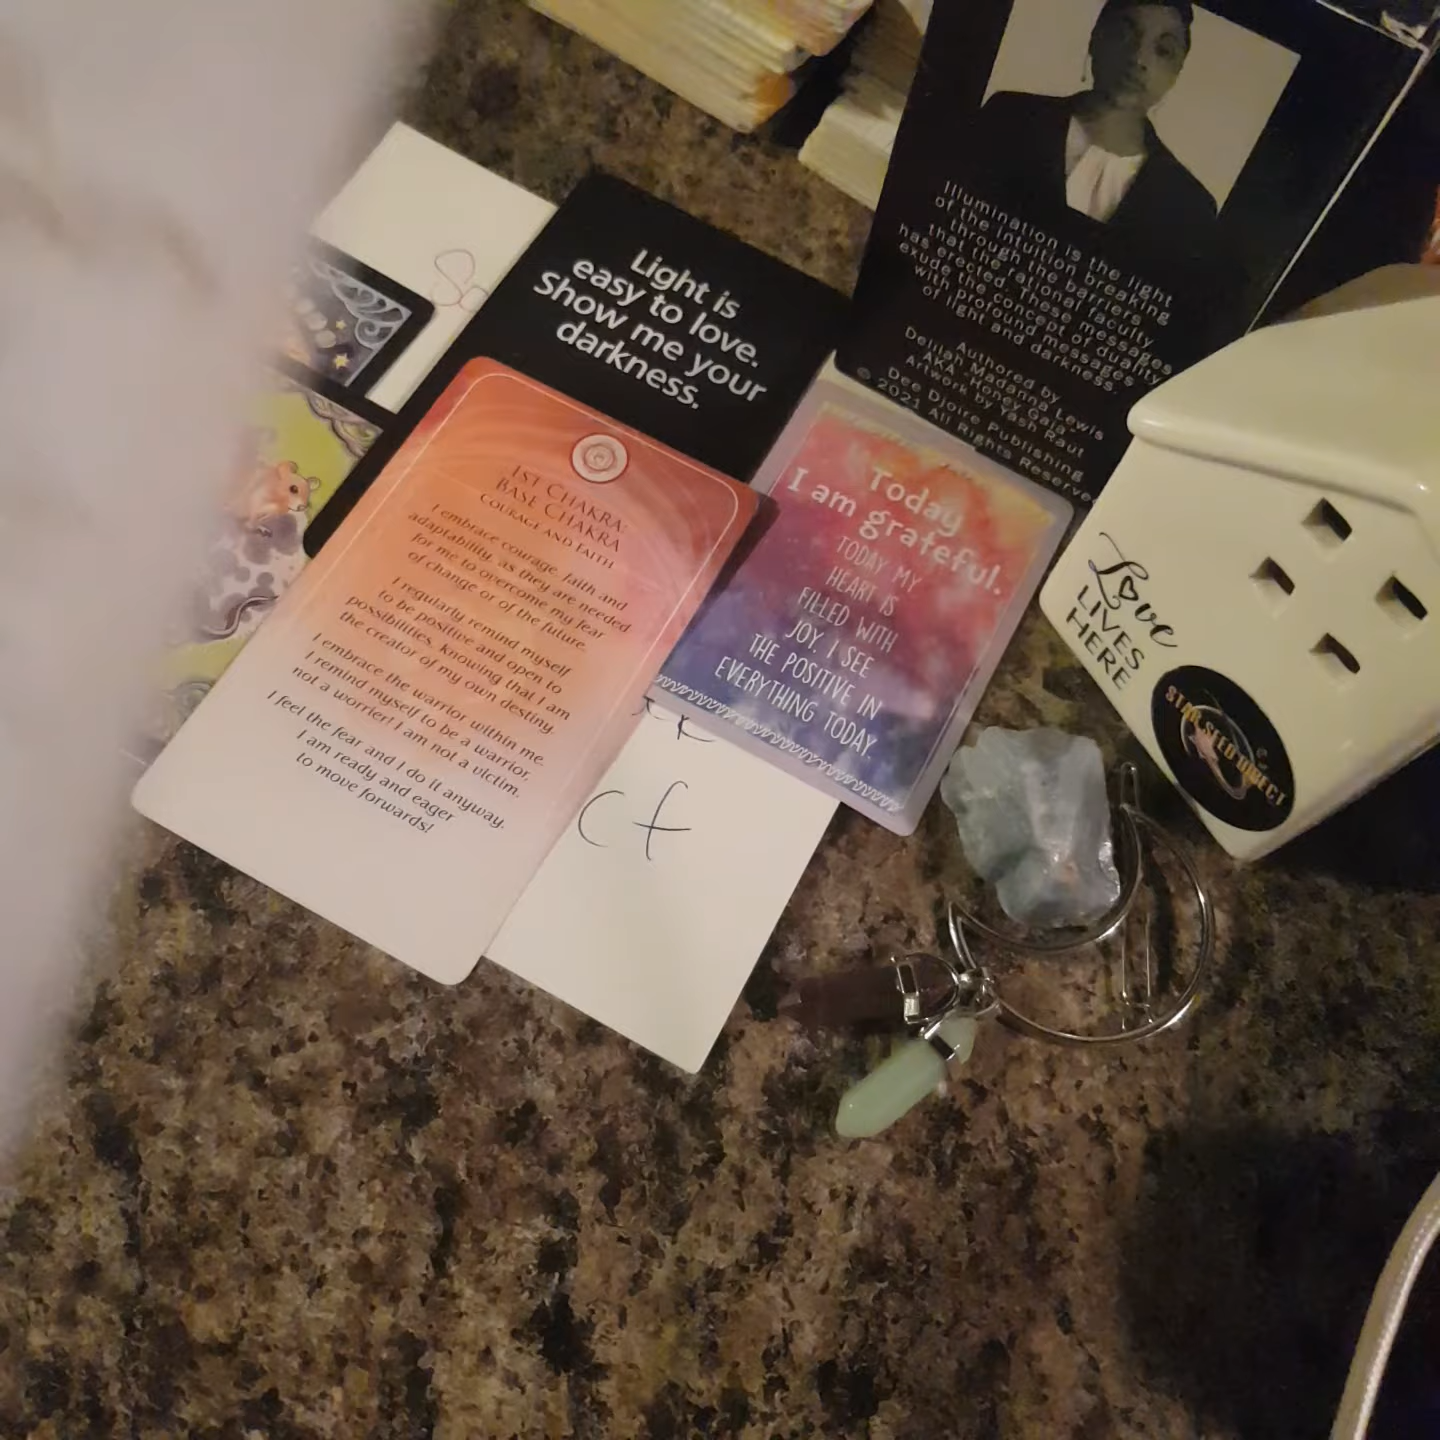 Illumination is the light
of the intuition breaking
through the barriers
that the rational faculty
has erected. These messages
exude the concept of duality
with profound messages
of light and darkness.
Authored by
Delilah Madanna Lewis
AKA
Artwork by Yash Raut
Dee Djoire Publishing
© 2021 All Rights Reserve
Light is
easy to love.
Show me your
darkness.
1ST CHAKRA:
BASE CHAKRA
COURAGE AND FAITH
I embrace courage, faith and
adaptability, as they are needed
for me to overcome my fear
of change or of the future.
I regularly remind myself
to be positive and open to
possibilities, knowing that I am
the creator of my own destiny.
I embrace the warrior within me.
I remind myself to be a warrior,
not a worrier! I am not a victim.
I feel the fear and I do it anyway.
I am ready and eager
to move forwards!
Today
I am grateful.
TODAY MY
HEART IS
FILLED WITH
JOY. I SEE
THE POSITIVE IN
EVERYTHING TODAY.
Love
LIVES
HERE
STAR SEED DIRECT
cf